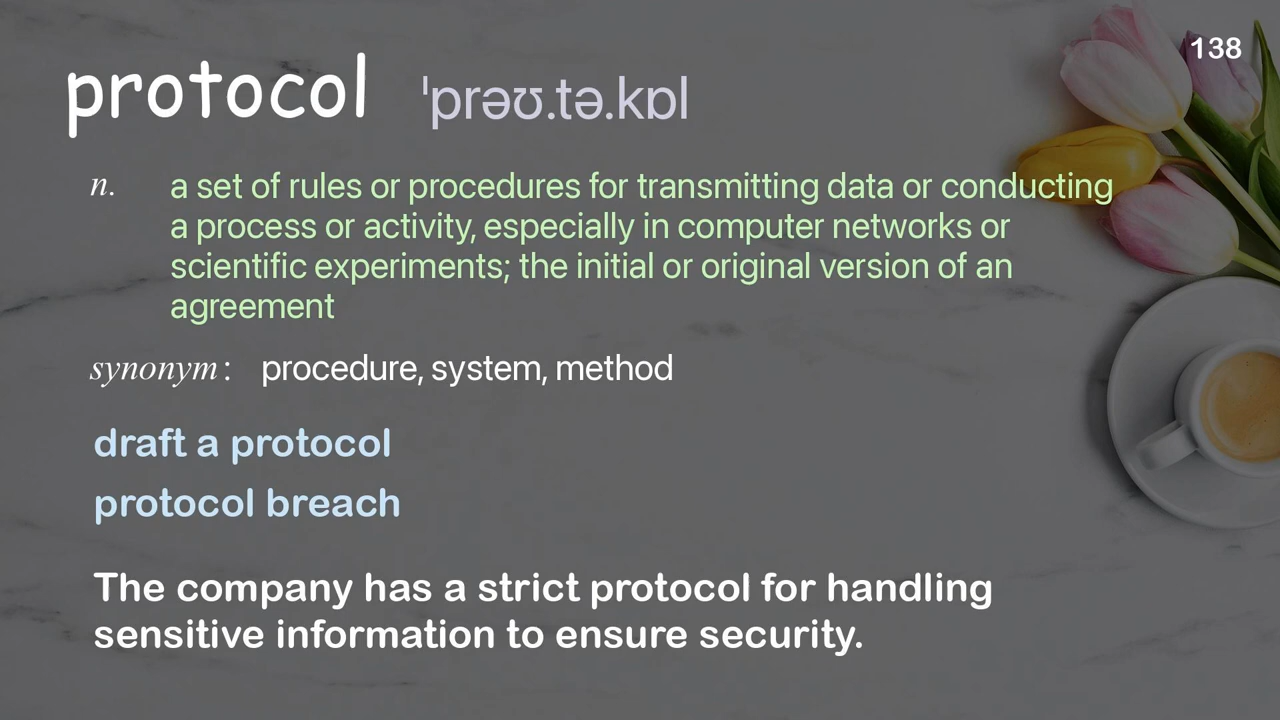 138
protocol ˈprəʊ.tə.kɒl
n. a set of rules or procedures for transmitting data or conducting
a process or activity, especially in computer networks or
scientific experiments; the initial or original version of an
agreement
synonym: procedure, system, method
draft a protocol
protocol breach
The company has a strict protocol for handling
sensitive information to ensure security.